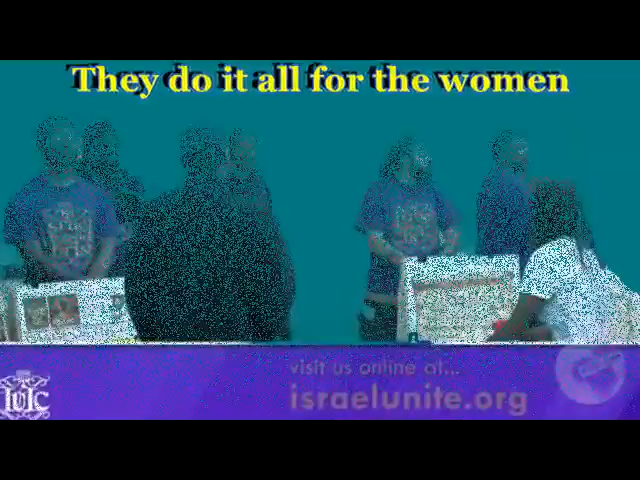 They do it all for the women
visit us online at...
israelunite.org
IUIC